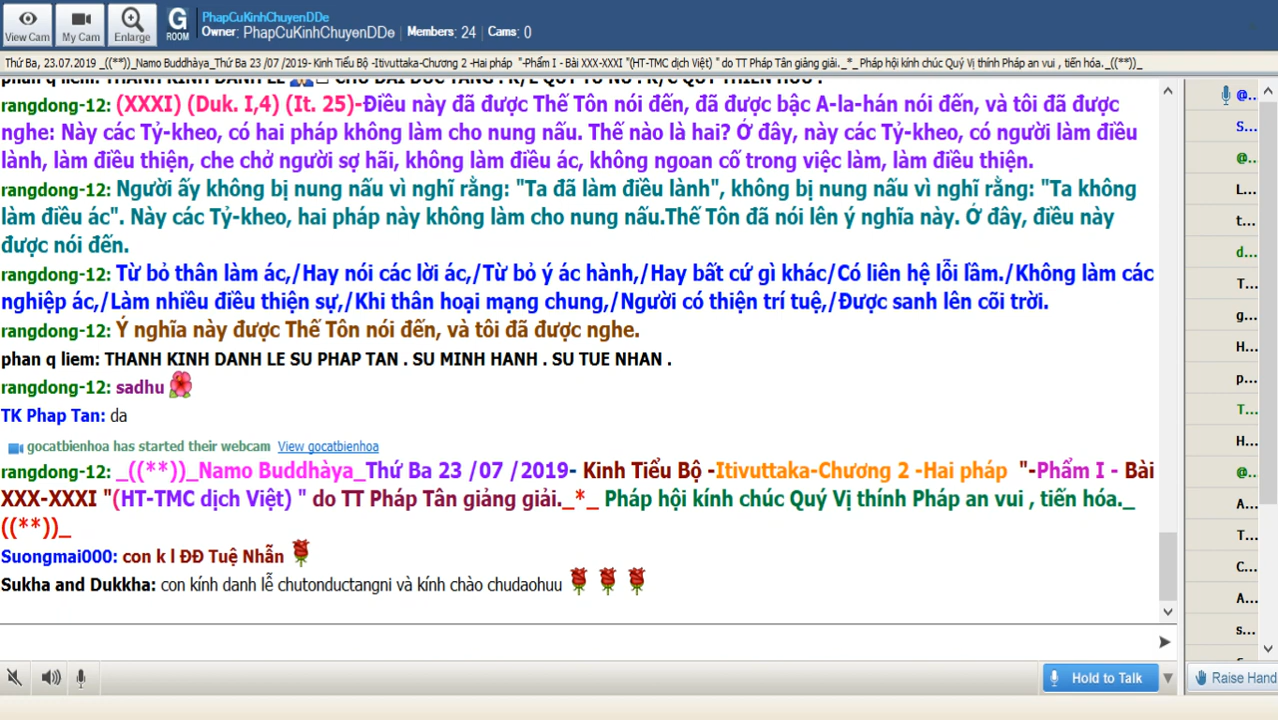 View Cam
My Cam
Enlarge
G
ROOM
PhapCuKinhChuyenDDe
Owner: PhapCuKinhChuyenDDe Members: 24 Cams: 0
Thứ Ba, 23.07.2019 _((**))_Namo Buddhàya_Thứ Ba 23 /07 /2019- Kinh Tiểu Bộ -Itivuttaka-Chương 2 -Hai pháp "-Phẩm I - Bài XXX-XXXI "(HT-TMC dịch Việt) " do TT Pháp Tân giảng giải._*_ Pháp hội kính chúc Quý Vị thính Pháp an vui , tiến hóa._((**))_
rangdong-12: (XXXI) (Duk. I,4) (It. 25)-Điều này đã được Thế Tôn nói đến, đã được bậc A-la-hán nói đến, và tôi đã được
nghe: Này các Tỷ-kheo, có hai pháp không làm cho nung nấu. Thế nào là hai? Ở đây, này các Tỷ-kheo, có người làm điều
lành, làm điều thiện, che chở người sợ hãi, không làm điều ác, không ngoan cố trong việc làm, làm điều thiện.
rangdong-12: Người ấy không bị nung nấu vì nghĩ rằng: "Ta đã làm điều lành", không bị nung nấu vì nghĩ rằng: "Ta không
làm điều ác". Này các Tỷ-kheo, hai pháp này không làm cho nung nấu.Thế Tôn đã nói lên ý nghĩa này. Ở đây, điều này
được nói đến.
rangdong-12: Từ bỏ thân làm ác,/Hay nói các lời ác,/Từ bỏ ý ác hành,/Hay bất cứ gì khác/Có liên hệ lỗi lầm./Không làm các
nghiệp ác,/Làm nhiều điều thiện sự,/Khi thân hoại mạng chung,/Người có thiện trí tuệ,/Được sanh lên cõi trời.
rangdong-12: Ý nghĩa này được Thế Tôn nói đến, và tôi đã được nghe.
phan q liem: THANH KINH DANH LE SU PHAP TAN . SU MINH HANH . SU TUE NHAN .
rangdong-12: sadhu
TK Phap Tan: da
gocatbienhoa has started their webcam View gocatbienhoa
rangdong-12: _((**))_Namo Buddhàya_Thứ Ba 23 /07 /2019- Kinh Tiểu Bộ -Itivuttaka-Chương 2 -Hai pháp "-Phẩm I - Bài
XXX-XXXI "(HT-TMC dịch Việt) " do TT Pháp Tân giảng giải._*_ Pháp hội kính chúc Quý Vị thính Pháp an vui , tiến hóa._
((**))_
Suongmai000: con k l ĐĐ Tuệ Nhẫn
Sukha and Dukkha: con kính danh lễ chutonductangni và kính chào chudaohuu
@..
S...
@..
L...
t...
d...
T...
g...
H...
p...
T...
H...
@..
A...
T...
C...
A...
s...
Hold to Talk
Raise Hand